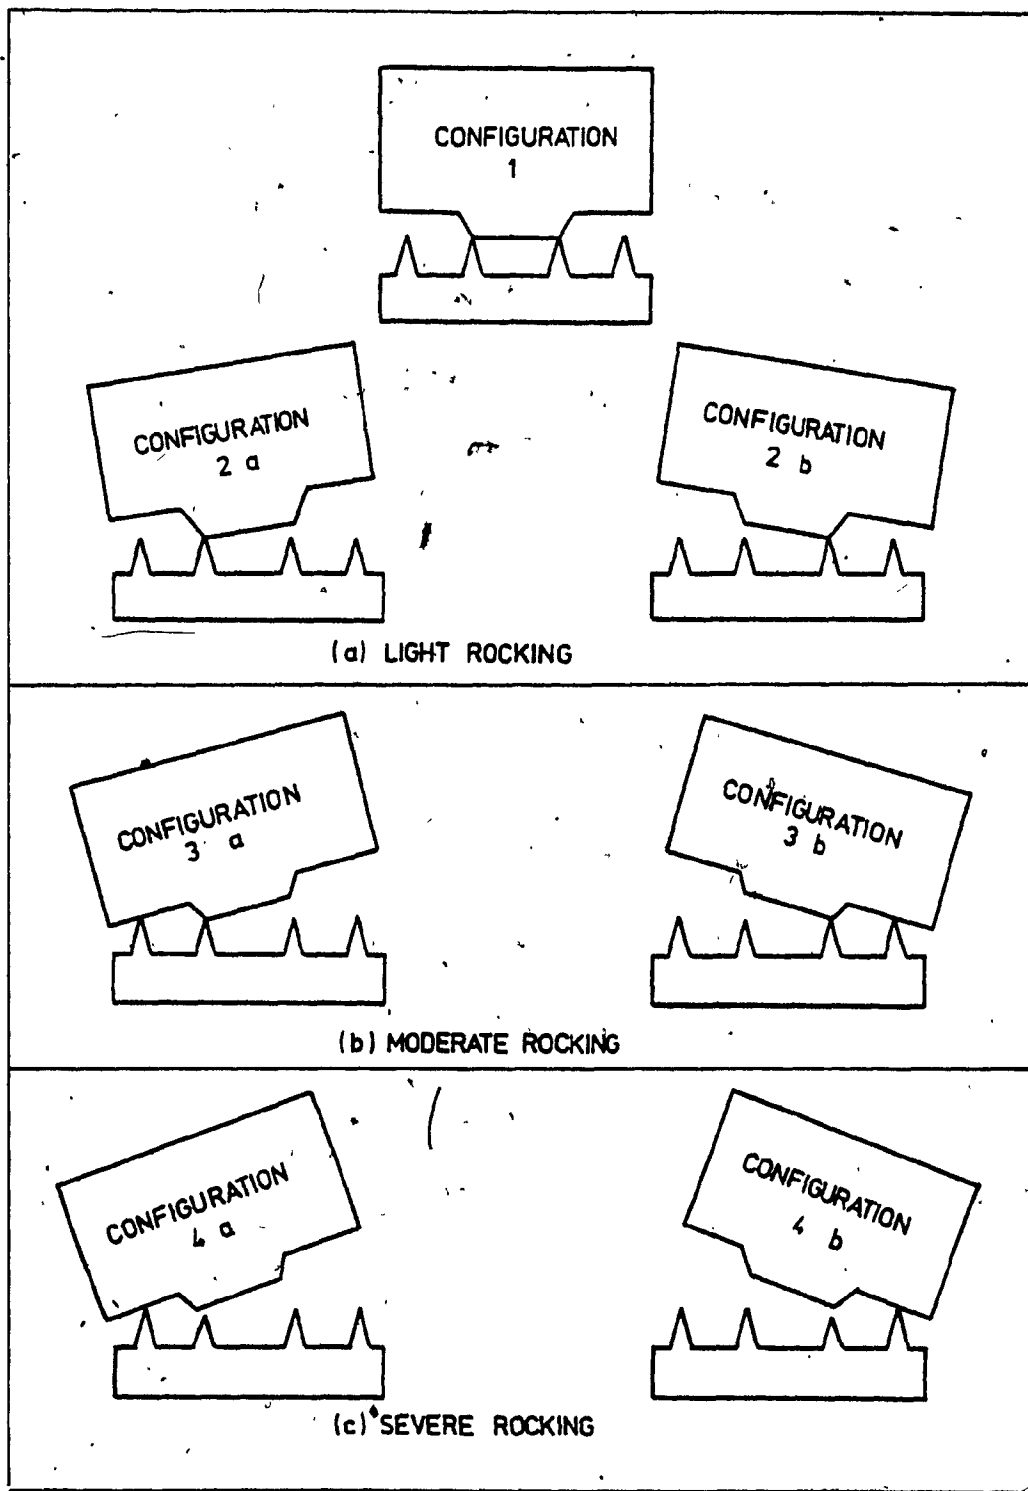 CONFIGURATION
1
CONFIGURATION
2 a
CONFIGURATION
2 b
(a) LIGHT ROCKING
CONFIGURATION
3 a
CONFIGURATION
3 b
(b) MODERATE ROCKING
CONFIGURATION
4 a
CONFIGURATION
4 b
(c) SEVERE ROCKING